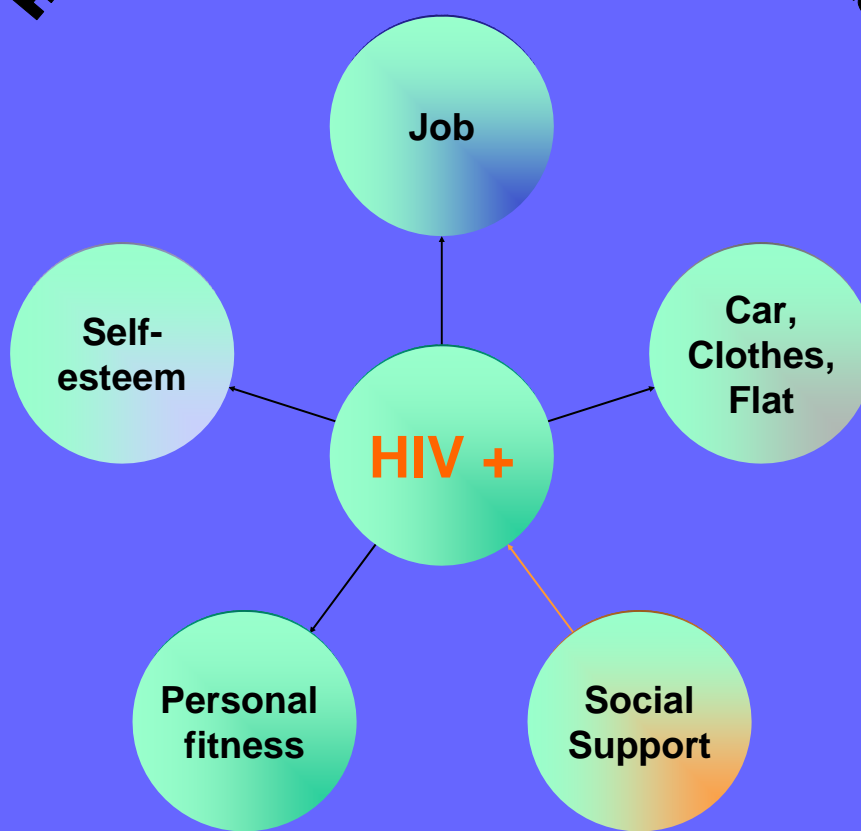 Job
Self-
esteem
Car,
Clothes,
Flat
HIV +
Personal
fitness
Social
Support